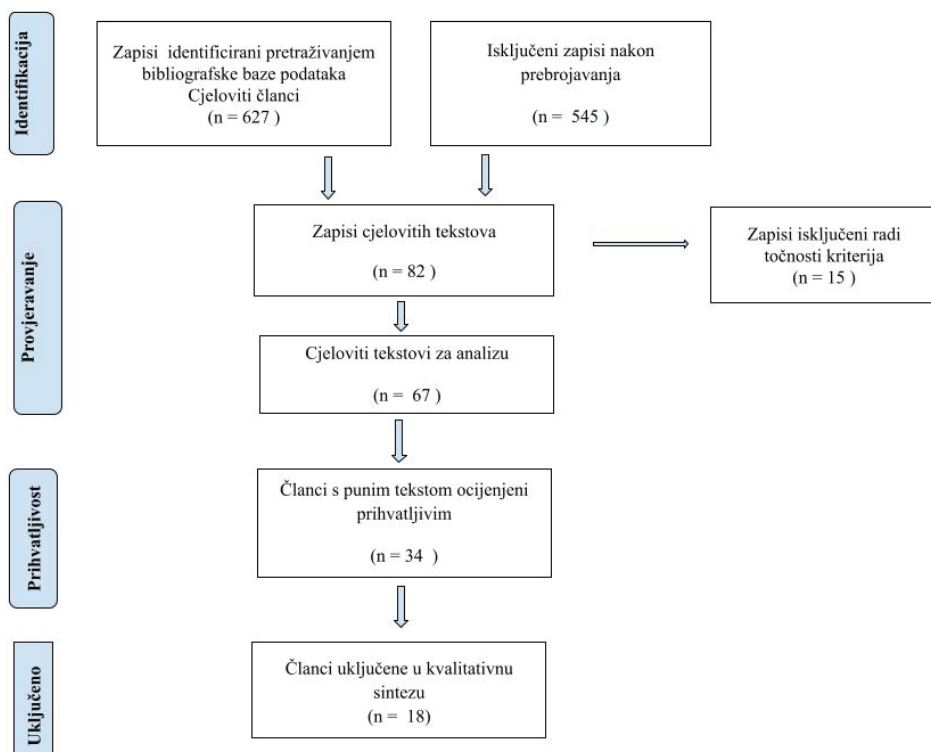 Identifikacija
Zapisi identificirani pretraživanjem
bibliografske baze podataka
Cjeloviti članci
(n = 627 )
Isključeni zapisi nakon
prebrojavanja
(n = 545 )
Provjeravanje
Zapisi cjelovitih tekstova
(n = 82 )
Zapisi isključeni radi
točnosti kriterija
(n = 15 )
Cjeloviti tekstovi za analizu
(n = 67 )
Prihvatljivost
Članci s punim tekstom ocijenjeni
prihvatljivim
(n = 34 )
Uključeno
Članci uključene u kvalitativnu
sintezu
(n = 18)